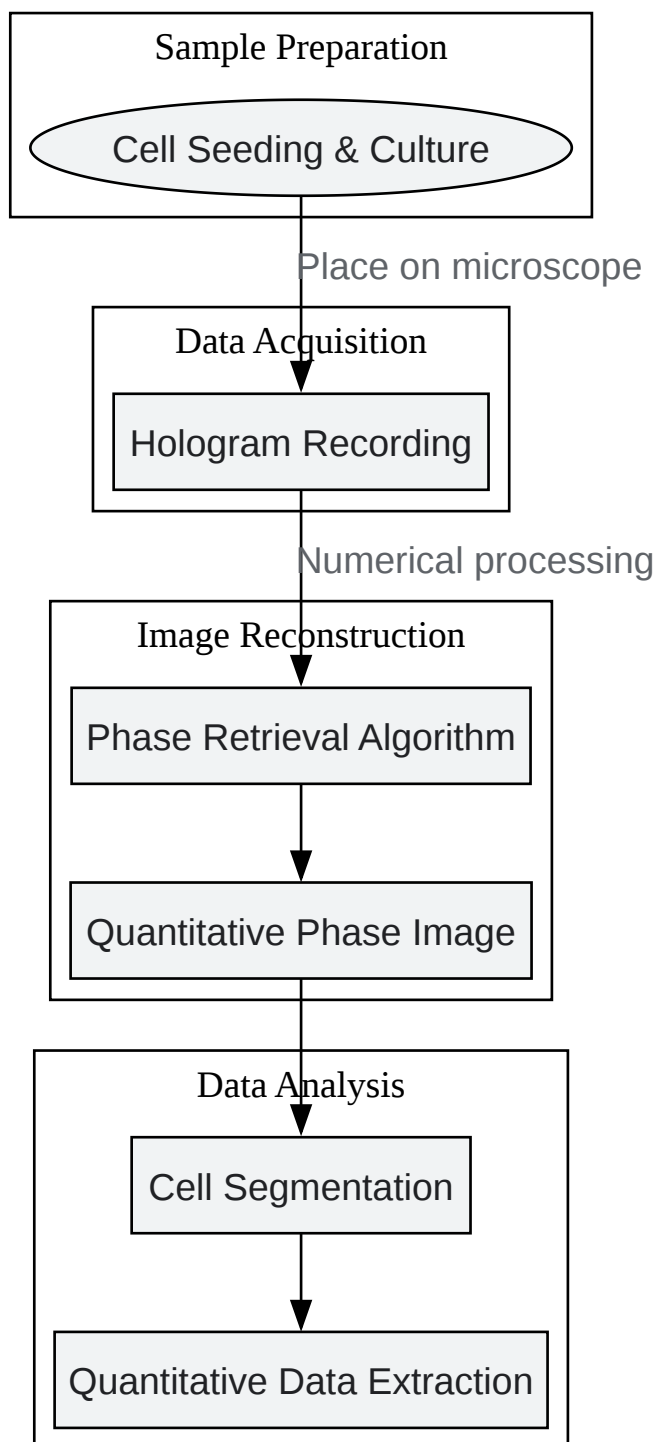 Sample Preparation
Cell Seeding & Culture
Place on microscope
Data Acquisition
Hologram Recording
Numerical processing
Image Reconstruction
Phase Retrieval Algorithm
Quantitative Phase Image
Data Analysis
Cell Segmentation
Quantitative Data Extraction